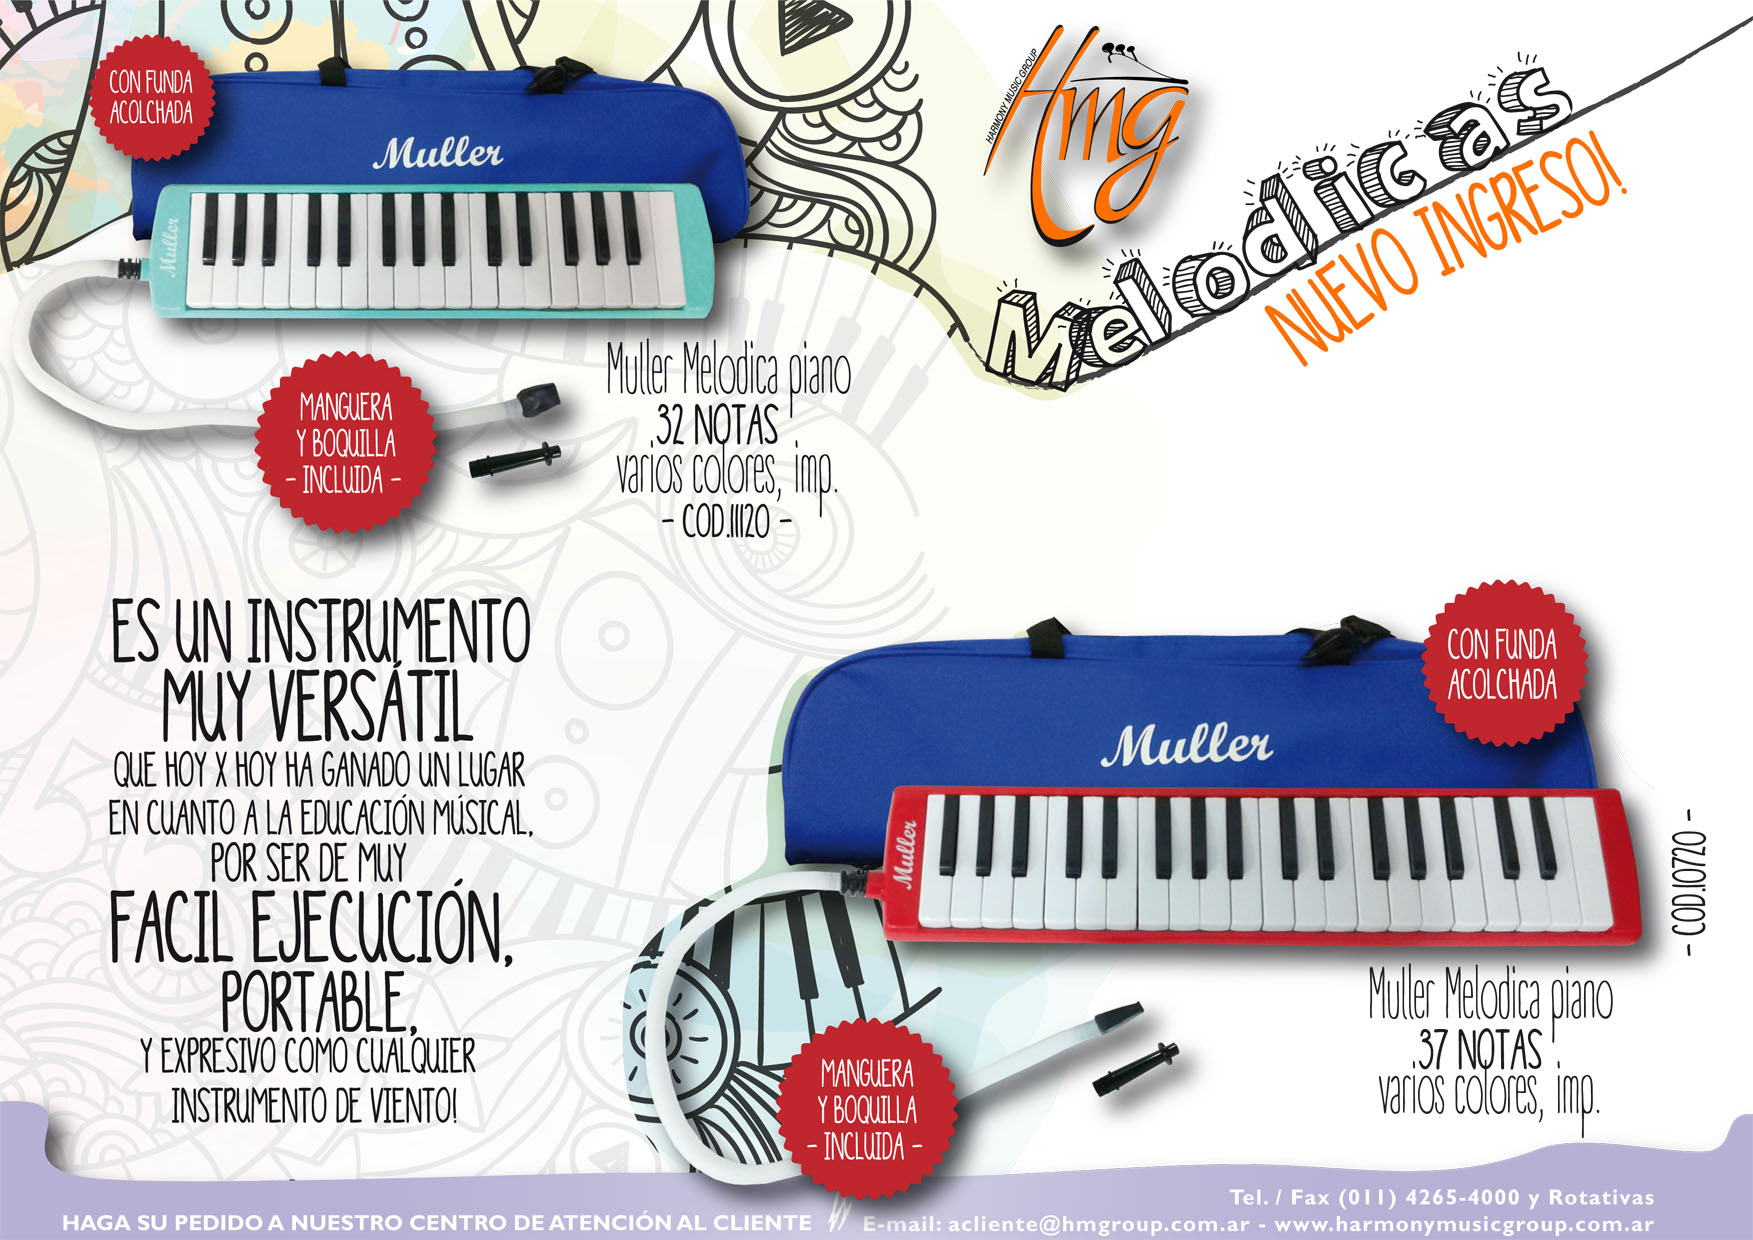 CON FUNDA
ACOLCHADA
Muller
Muller
MANGUERA
Y BOQUILLA
- INCLUIDA -
Muller Melodica piano
32 NOTAS
varios colores, imp.
- COD.11120 -
HARMONY MUSIC GROUP
Hmg
Melodicas
NUEVO INGRESO!
ES UN INSTRUMENTO
MUY VERSÁTIL
QUE HOY X HOY HA GANADO UN LUGAR
EN CUANTO A LA EDUCACIÓN MÚSICAL,
POR SER DE MUY
FACIL EJECUCIÓN,
PORTABLE,
Y EXPRESIVO COMO CUALQUIER
INSTRUMENTO DE VIENTO!
CON FUNDA
ACOLCHADA
Muller
Muller
- COD.10720 -
MANGUERA
Y BOQUILLA
- INCLUIDA -
Muller Melodica piano
37 NOTAS
varios colores, imp.
Tel. / Fax (011) 4265-4000 y Rotativas
HAGA SU PEDIDO A NUESTRO CENTRO DE ATENCIÓN AL CLIENTE // E-mail: acliente@hmgroup.com.ar - www.harmonymusicgroup.com.ar